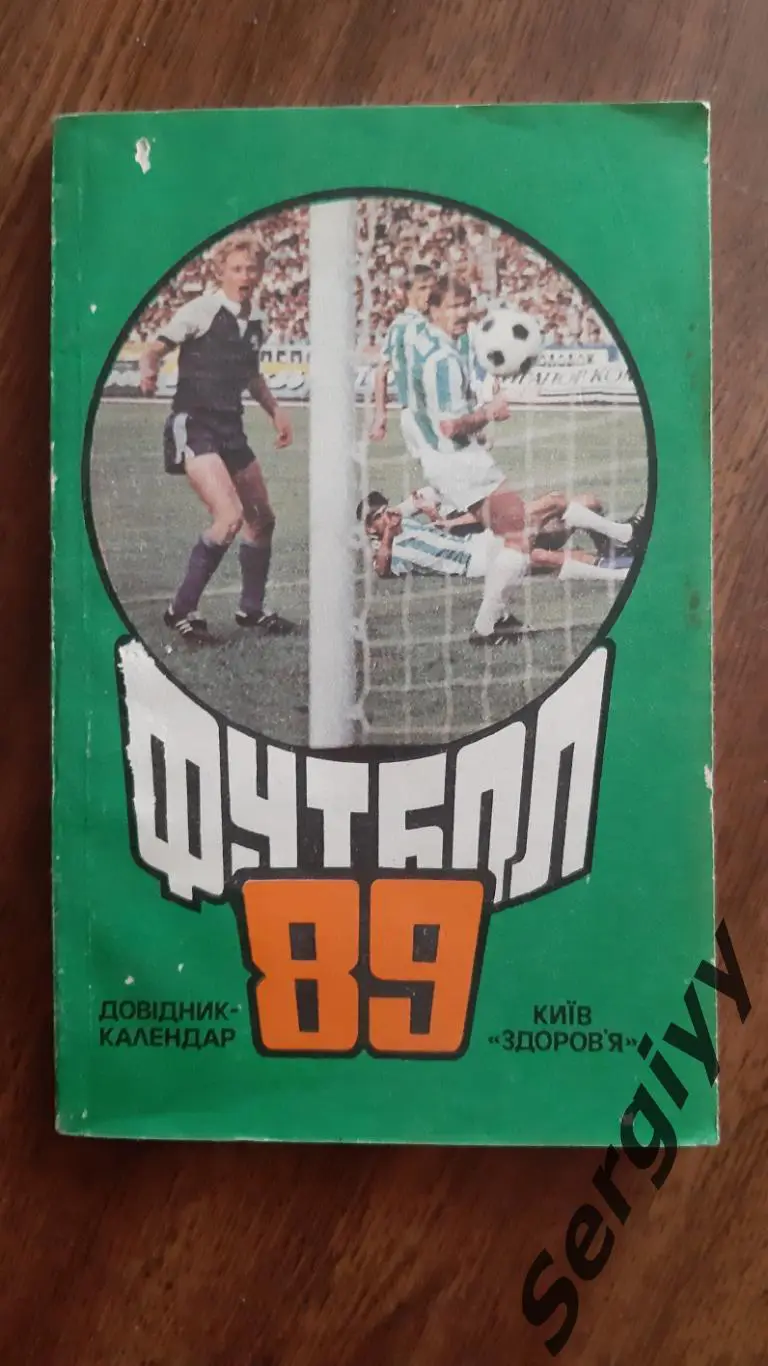 ФУТБОЛ
89
ДОВІДНИК-
КАЛЕНДАР
КИЇВ
«ЗДОРОВ'Я»
Sergiyy